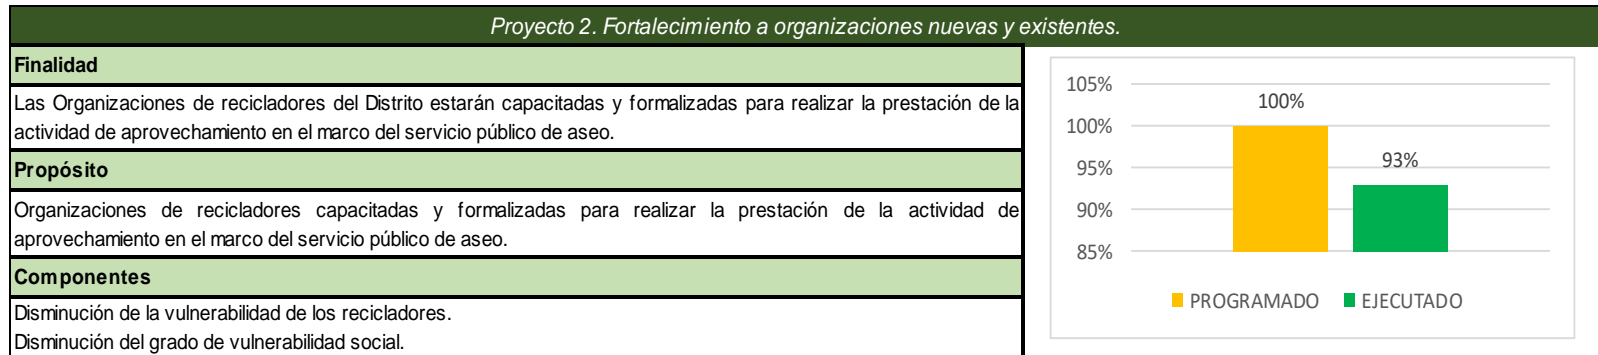 Proyecto 2. Fortalecimiento a organizaciones nuevas y existentes.
Finalidad
Las Organizaciones de recicladores del Distrito estarán capacitadas y formalizadas para realizar la prestación de la
actividad de aprovechamiento en el marco del servicio público de aseo.
Propósito
Organizaciones de recicladores capacitadas y formalizadas para realizar la prestación de la actividad de
aprovechamiento en el marco del servicio público de aseo.
Componentes
Disminución de la vulnerabilidad de los recicladores.
Disminución del grado de vulnerabilidad social.
105%
100%
95%
90%
85%
100%
93%
PROGRAMADO EJECUTADO